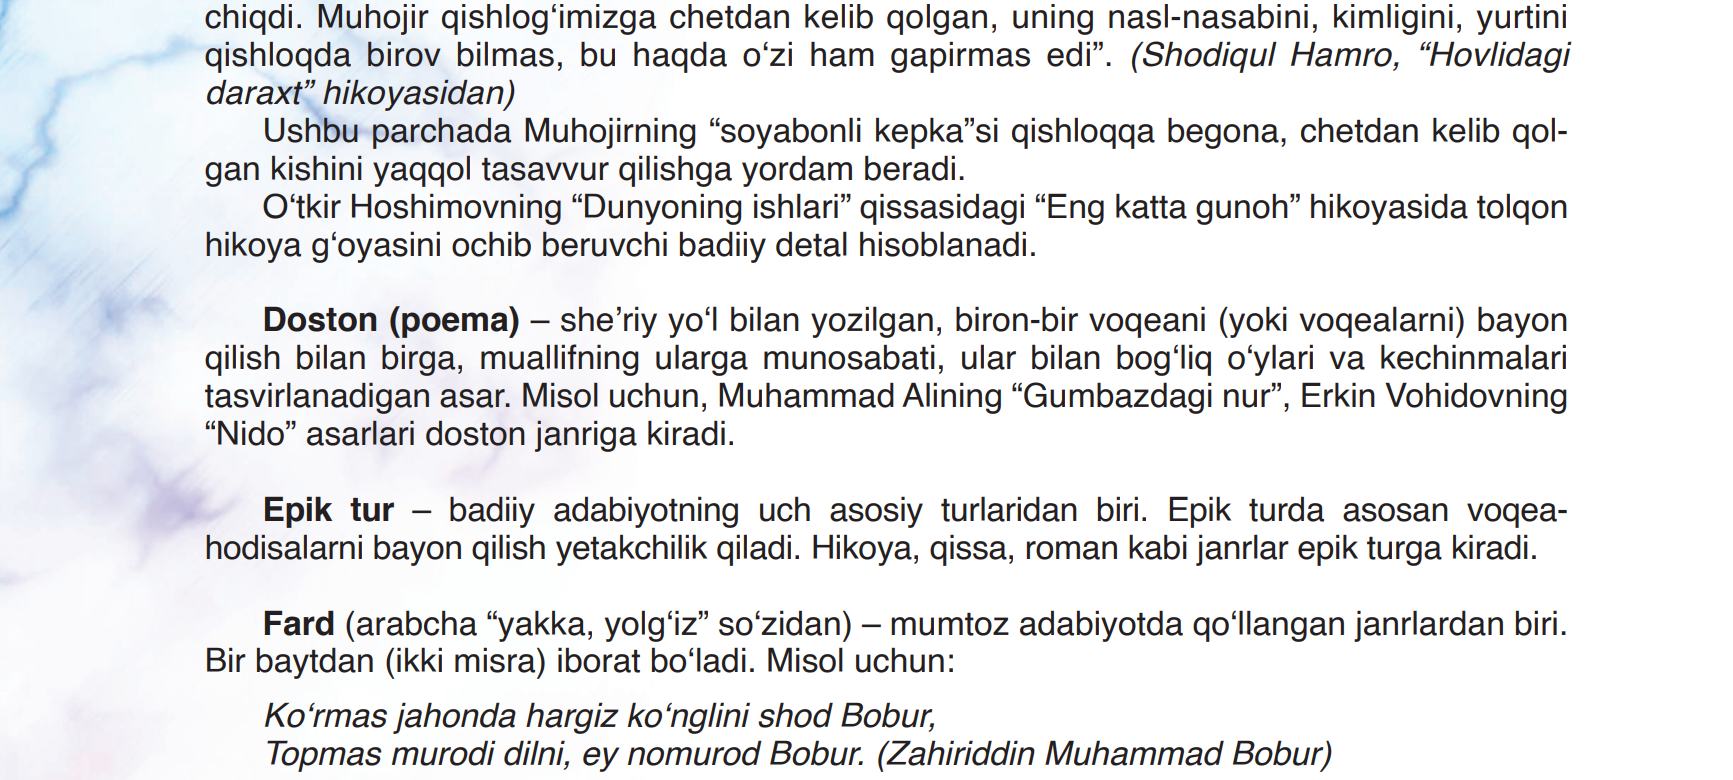 chiqdi. Muhojir qishlog‘imizga chetdan kelib qolgan, uning nasl-nasabini, kimligini, yurtini
qishloqda birov bilmas, bu haqda o‘zi ham gapirmas edi”. (Shodiqul Hamro, “Hovlidagi
daraxt” hikoyasidan)
Ushbu parchada Muhojirning “soyabonli kepka”si qishloqqa begona, chetdan kelib qol-
gan kishini yaqqol tasavvur qilishga yordam beradi.
O‘tkir Hoshimovning “Dunyoning ishlari” qissasidagi “Eng katta gunoh” hikoyasida tolqon
hikoya g‘oyasini ochib beruvchi badiiy detal hisoblanadi.
Doston (poema) – she’riy yo‘l bilan yozilgan, biron-bir voqeani (yoki voqealarni) bayon
qilish bilan birga, muallifning ularga munosabati, ular bilan bog‘liq o‘ylari va kechinmalari
tasvirlanadigan asar. Misol uchun, Muhammad Alining “Gumbazdagi nur”, Erkin Vohidovning
“Nido” asarlari doston janriga kiradi.
Epik tur – badiiy adabiyotning uch asosiy turlaridan biri. Epik turda asosan voqea-
hodisalarni bayon qilish yetakchilik qiladi. Hikoya, qissa, roman kabi janrlar epik turga kiradi.
Fard (arabcha “yakka, yolg‘iz” so‘zidan) – mumtoz adabiyotda qo‘llangan janrlardan biri.
Bir baytdan (ikki misra) iborat bo‘ladi. Misol uchun:
Ko‘rmas jahonda hargiz ko‘nglini shod Bobur,
Topmas murodi dilni, ey nomurod Bobur. (Zahiriddin Muhammad Bobur)